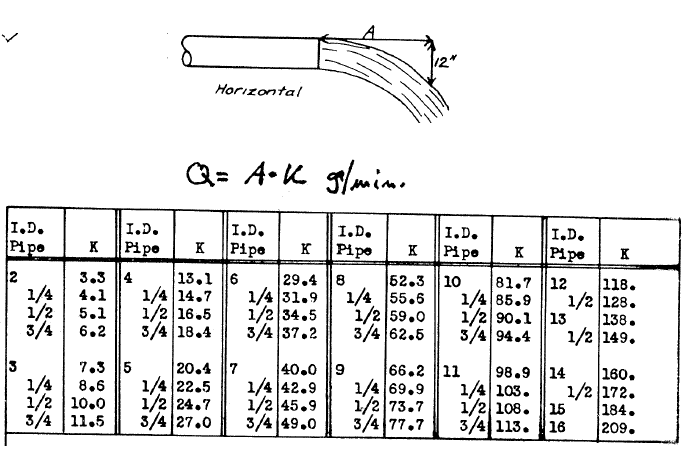 A
12"
Horizontal
Q = A•K g/min.
I.D. Pipe K I.D. Pipe K I.D. Pipe K I.D. Pipe K I.D. Pipe K I.D. Pipe K
2 3.3 4 13.1 6 29.4 8 52.3 10 81.7 12 118.
1/4 4.1 1/4 14.7 1/4 31.9 1/4 55.6 1/4 85.9 1/2 128.
1/2 5.1 1/2 16.5 1/2 34.5 1/2 59.0 1/2 90.1 13 138.
3/4 6.2 3/4 18.4 3/4 37.2 3/4 62.5 3/4 94.4 1/2 149.
3 7.3 5 20.4 7 40.0 9 66.2 11 98.9 14 160.
1/4 8.6 1/4 22.5 1/4 42.9 1/4 69.9 1/4 103. 1/2 172.
1/2 10.0 1/2 24.7 1/2 45.9 1/2 73.7 1/2 108. 15 184.
3/4 11.5 3/4 27.0 3/4 49.0 3/4 77.7 3/4 113. 16 209.